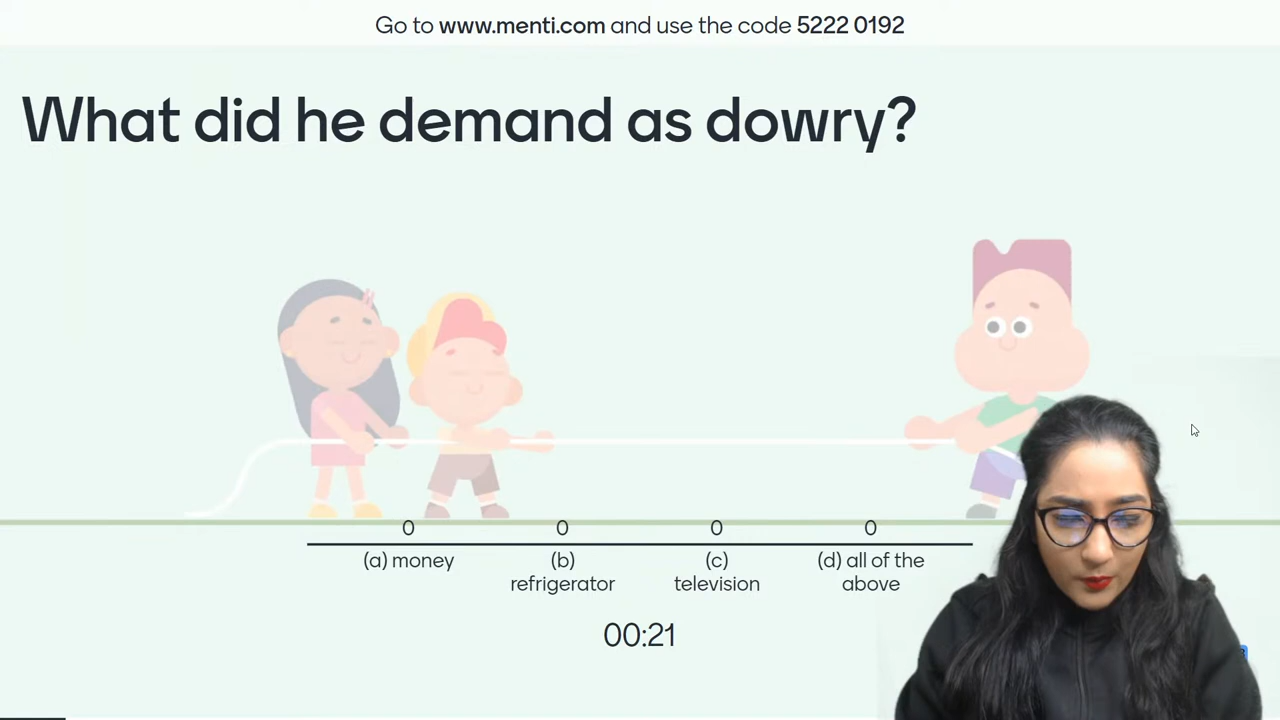 Go to www.menti.com and use the code 5222 0192
What did he demand as dowry?
0 0 0 0
(a) money (b) (c) (d) all of the
refrigerator television above
00:21